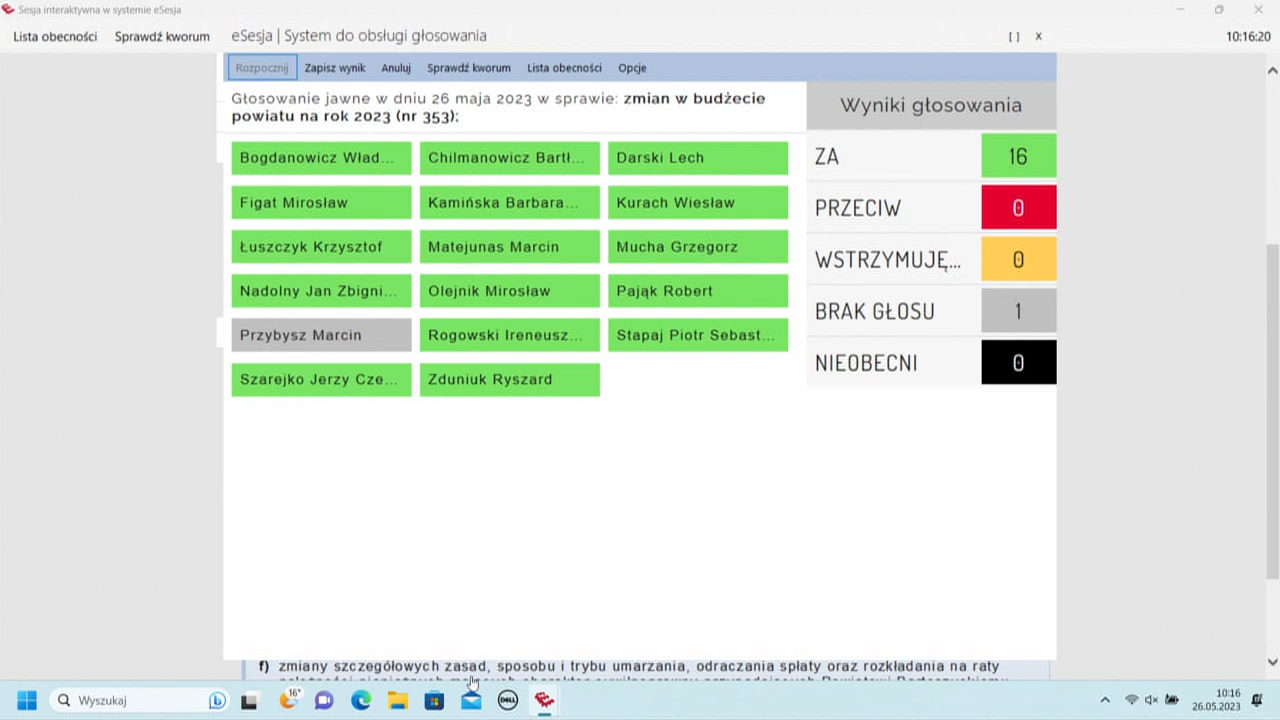 Sesja interaktywna w systemie eSesja
Lista obecności Sprawdź kworum eSesja | System do obsługi głosowania [ ] x 10:16:20
Rozpocznij Zapisz wynik Anuluj Sprawdź kworum Lista obecności Opcje
Głosowanie jawne w dniu 26 maja 2023 w sprawie: zmian w budżecie
powiatu na rok 2023 (nr 353);
Wyniki głosowania
Bogdanowicz Wład... Chilmanowicz Bartł... Darski Lech
ZA 16
Figat Mirosław Kamińska Barbara... Kurach Wiesław
PRZECIW 0
Łuszczyk Krzysztof Matejunas Marcin Mucha Grzegorz
WSTRZYMUJĘ... 0
Nadolny Jan Zbigni... Olejnik Mirosław Pająk Robert
BRAK GŁOSU 1
Przybysz Marcin Rogowski Ireneusz... Stapaj Piotr Sebast...
NIEOBECNI 0
Szarejko Jerzy Cze... Zduniuk Ryszard
f) zmiany szczegółowych zasad, sposobu i trybu umarzania, odraczania spłaty oraz rozkładania na raty
Wyszukaj 16° DELL 10:16
26.05.2023